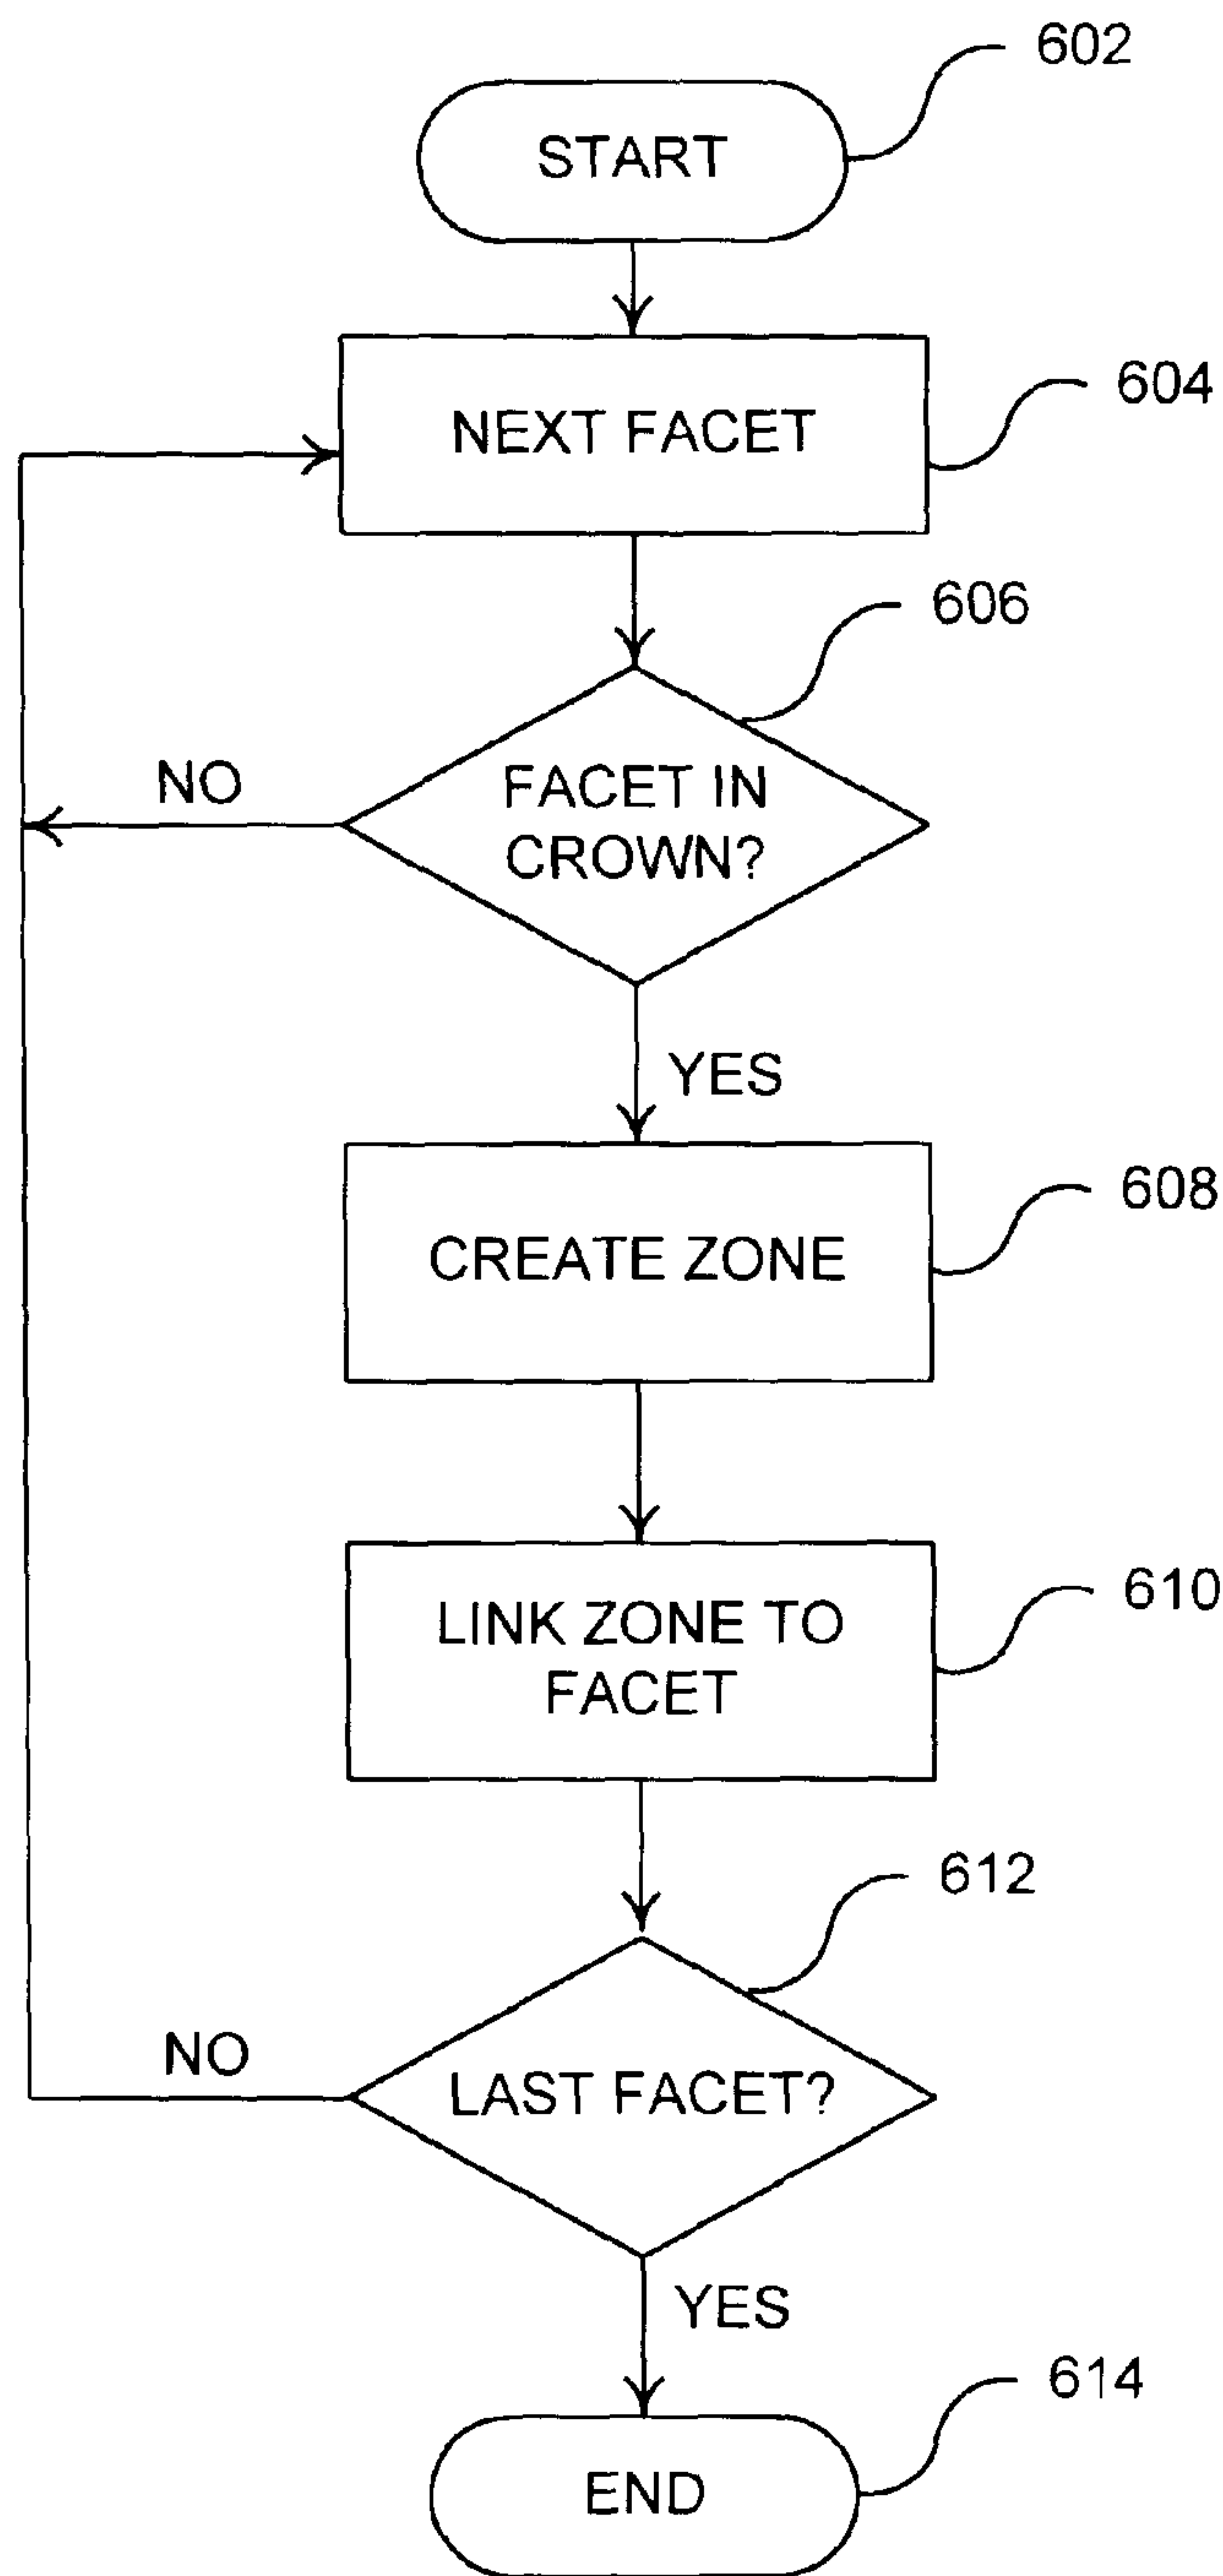 602
START
604
NEXT FACET
606
NO
FACET IN
CROWN?
YES
608
CREATE ZONE
610
LINK ZONE TO
FACET
612
NO
LAST FACET?
YES
614
END